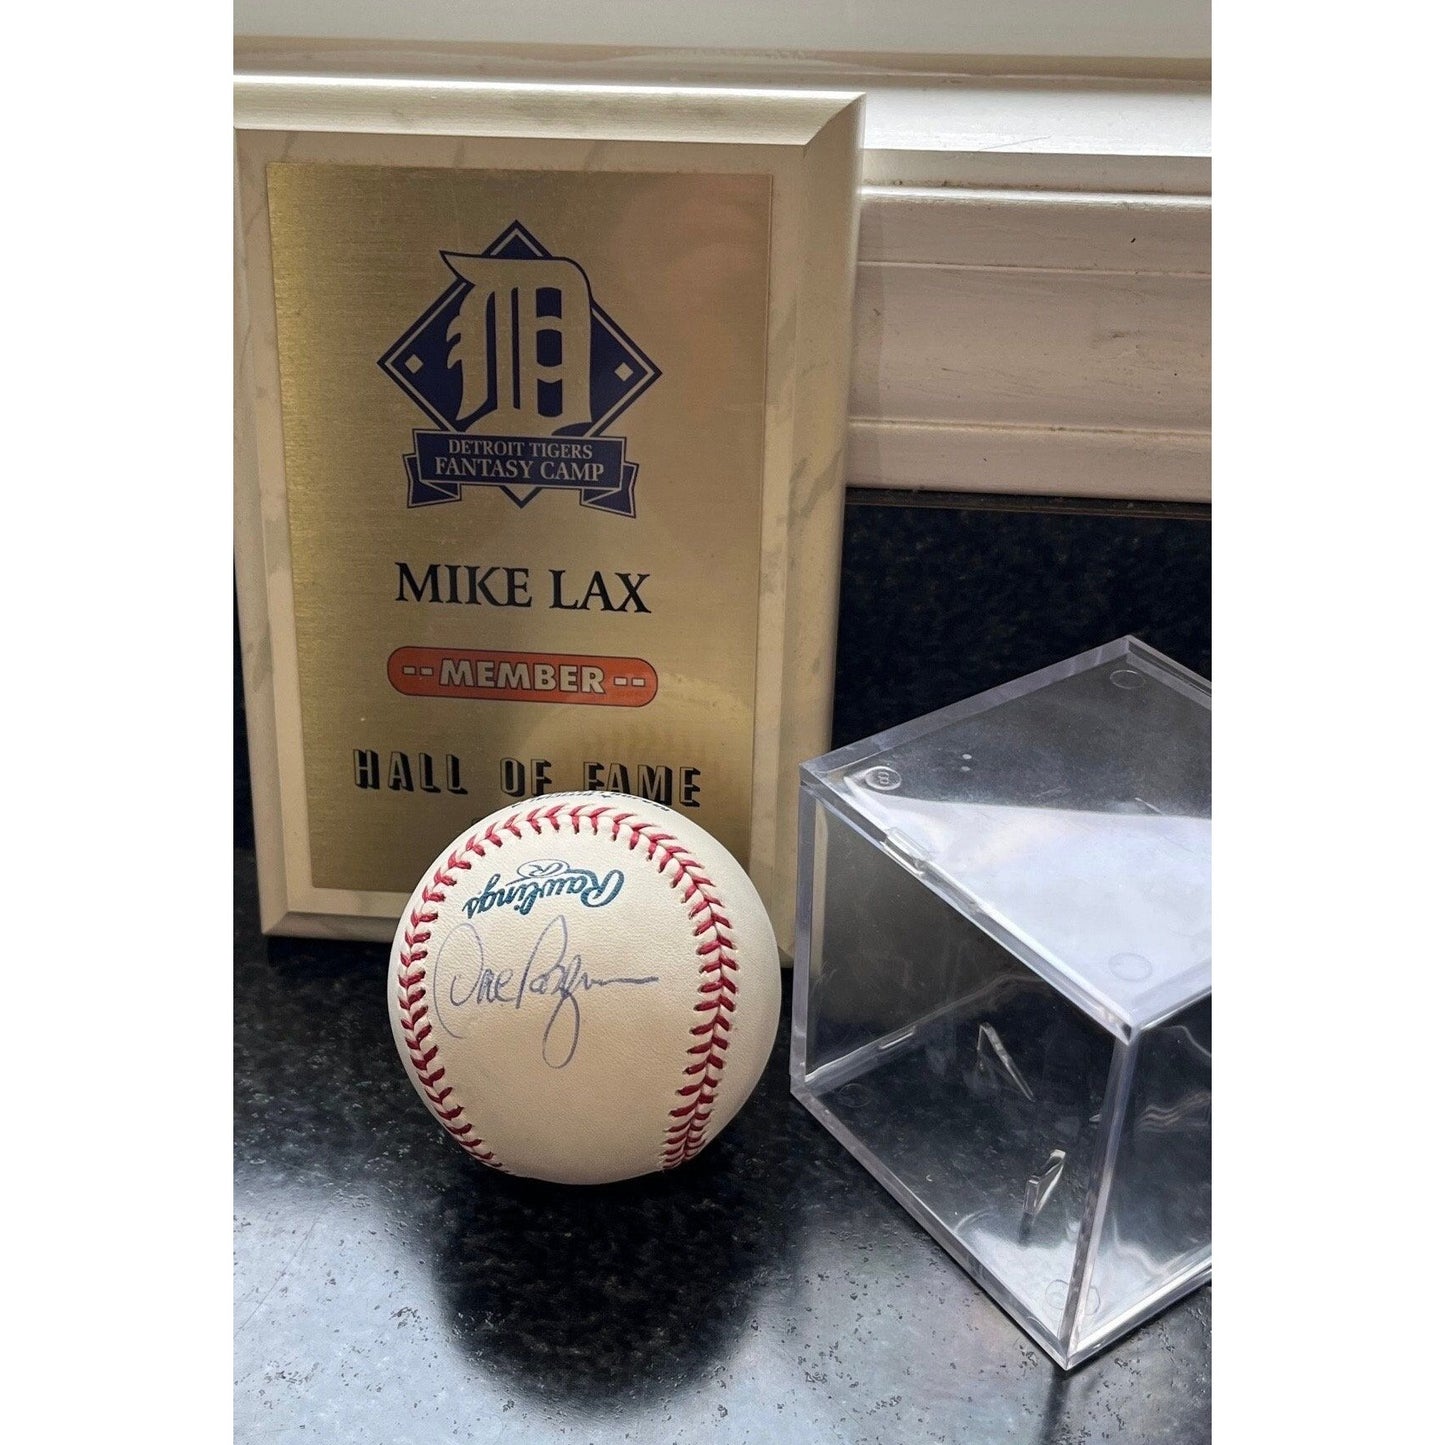 D
DETROIT TIGERS
FANTASY CAMP
MIKE LAX
-- MEMBER --
HALL OF FAME
Rawlings
R